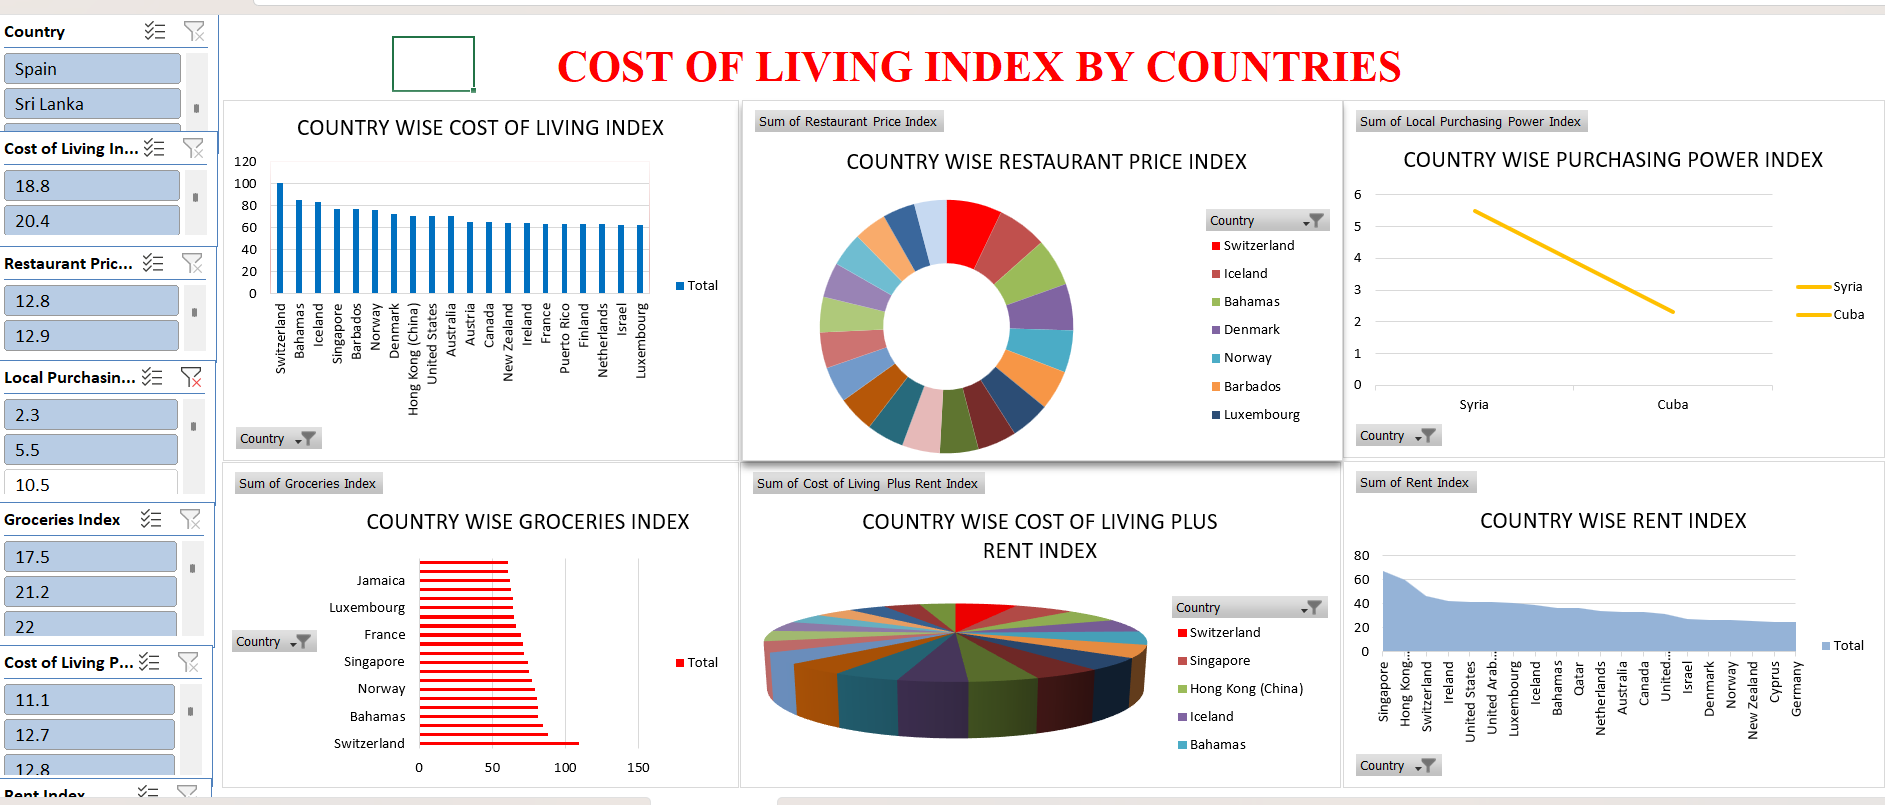 COST OF LIVING INDEX BY COUNTRIES
Country
Spain
Sri Lanka
Cost of Living In...
18.8
20.4
Restaurant Pric...
12.8
12.9
Local Purchasin...
2.3
5.5
10.5
Groceries Index
17.5
21.2
22
Cost of Living P...
11.1
12.7
12.8
Rent Index
COUNTRY WISE COST OF LIVING INDEX
120
100
80
60
40
20
0
Switzerland
Bahamas
Iceland
Singapore
Barbados
Norway
Denmark
Hong Kong (China)
United States
Australia
Austria
Canada
New Zealand
Ireland
France
Puerto Rico
Finland
Netherlands
Israel
Luxembourg
Total
Country
Sum of Restaurant Price Index
COUNTRY WISE RESTAURANT PRICE INDEX
Country
Switzerland
Iceland
Bahamas
Denmark
Norway
Barbados
Luxembourg
Sum of Local Purchasing Power Index
COUNTRY WISE PURCHASING POWER INDEX
6
5
4
3
2
1
0
Syria
Cuba
Syria
Cuba
Country
Sum of Groceries Index
COUNTRY WISE GROCERIES INDEX
Country
Jamaica
Luxembourg
France
Singapore
Norway
Bahamas
Switzerland
0 50 100 150
Total
Sum of Cost of Living Plus Rent Index
COUNTRY WISE COST OF LIVING PLUS
RENT INDEX
Country
Switzerland
Singapore
Hong Kong (China)
Iceland
Bahamas
Sum of Rent Index
COUNTRY WISE RENT INDEX
80
60
40
20
0
Singapore
Hong Kong...
Switzerland
Ireland
United States
United Arab...
Luxembourg
Iceland
Bahamas
Qatar
Netherlands
Australia
Canada
United...
Israel
Denmark
Norway
New Zealand
Cyprus
Germany
Total
Country